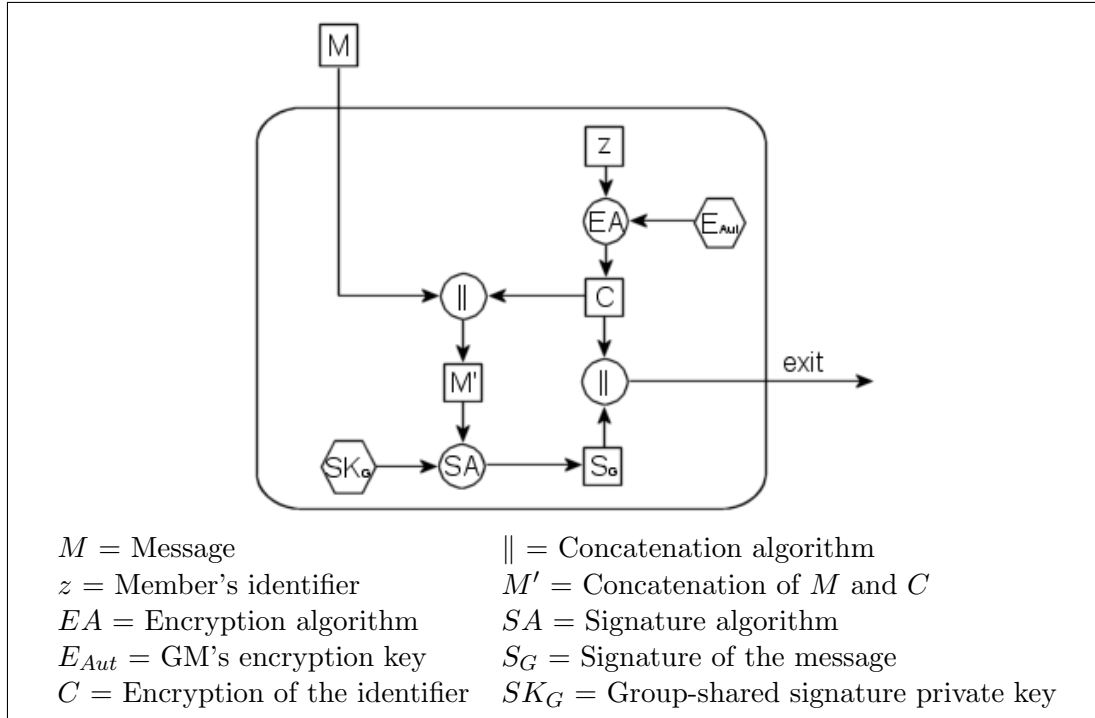 M
z
EA
E_Aut
||
C
M'
||
exit
SK_G
SA
S_G
M = Message
z = Member's identifier
EA = Encryption algorithm
E_Aut = GM's encryption key
C = Encryption of the identifier
∥ = Concatenation algorithm
M′ = Concatenation of M and C
SA = Signature algorithm
S_G = Signature of the message
SK_G = Group-shared signature private key